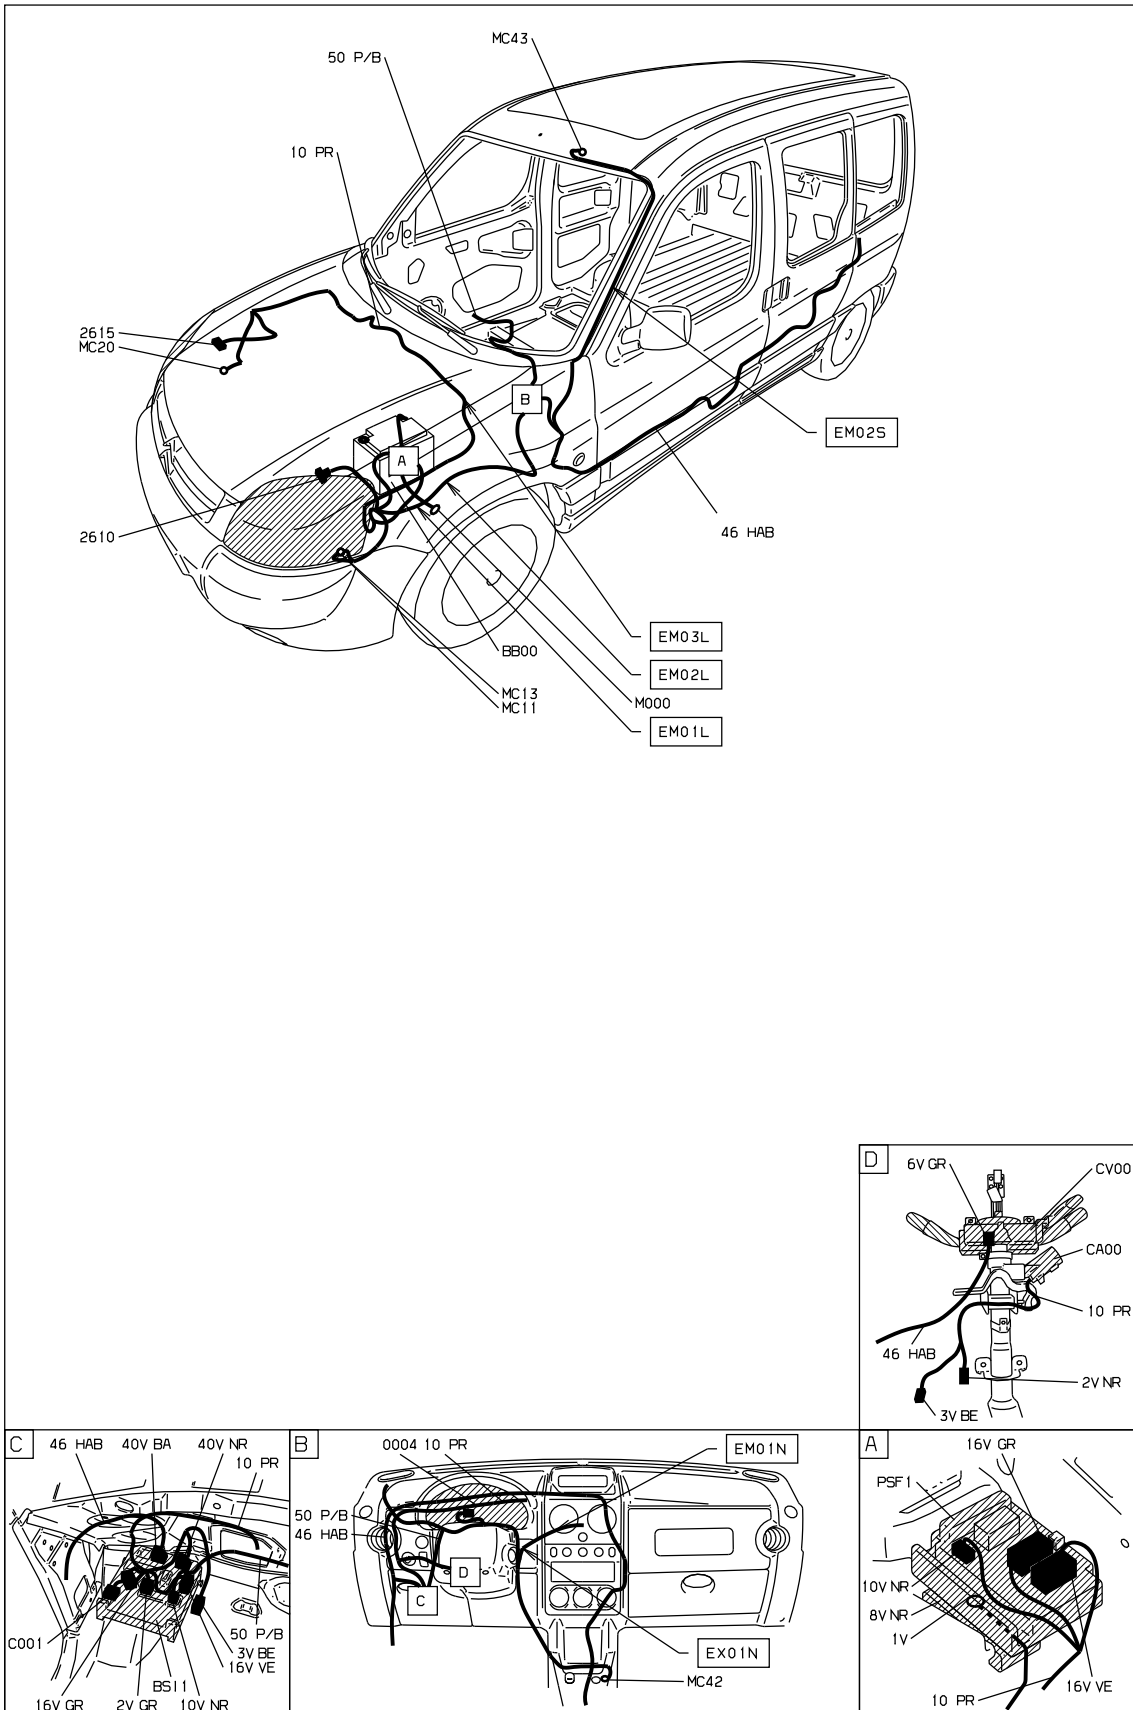 MC43
50 P/B
10 PR
2615
MC20
B
EM02S
A
46 HAB
2610
EM03L
BB00
EM02L
MC13
M000
MC11
EM01L
D
6V GR
CV00
CA00
10 PR
46 HAB
2V NR
3V BE
C
46 HAB
40V BA
40V NR
10 PR
C001
50 P/B
3V BE
16V VE
BSI1
16V GR
2V GR
10V NR
B
0004 10 PR
EM01N
50 P/B
46 HAB
D
C
EX01N
MC42
A
16V GR
PSF1
10V NR
8V NR
1V
16V VE
10 PR